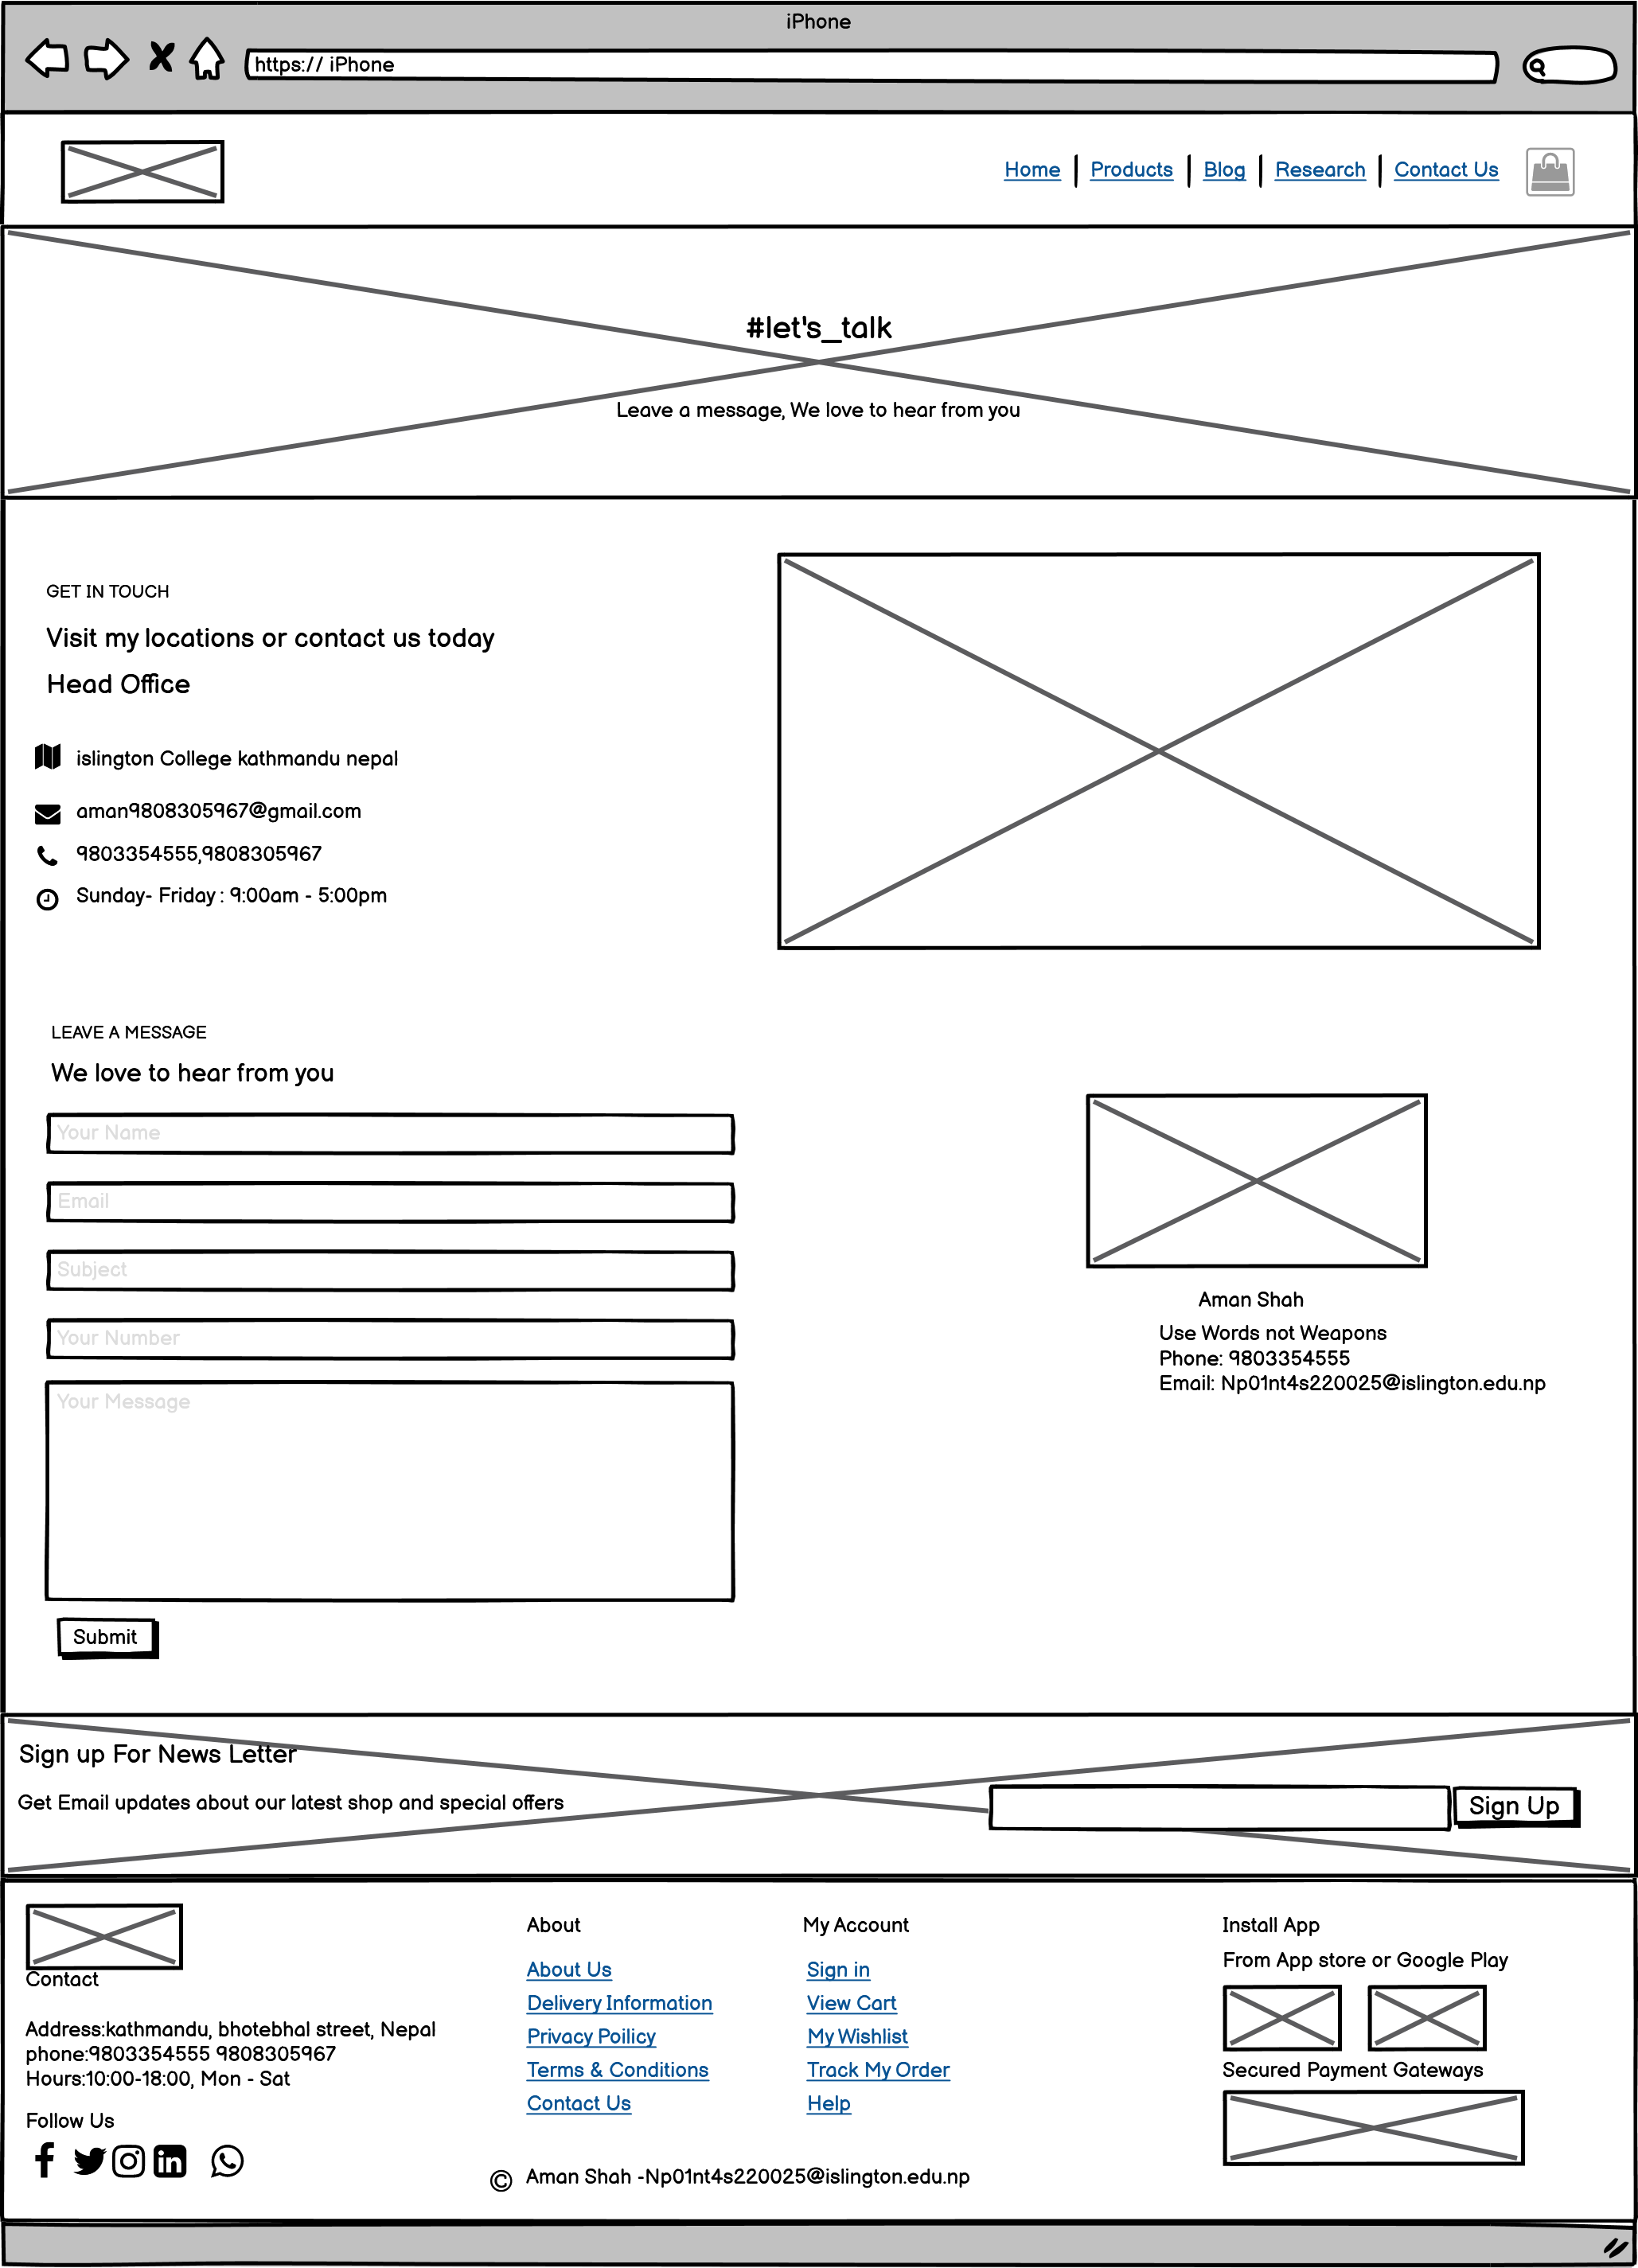 iPhone
https:// iPhone
Home
Products
Blog
Research
Contact Us
#let's_talk
Leave a message, We love to hear from you
GET IN TOUCH
Visit my locations or contact us today
Head Office
islington College kathmandu nepal
aman9808305967@gmail.com
9803354555,9808305967
Sunday- Friday : 9:00am - 5:00pm
LEAVE A MESSAGE
We love to hear from you
Your Name
Email
Subject
Your Number
Your Message
Submit
Aman Shah
Use Words not Weapons
Phone: 9803354555
Email: Np01nt4s220025@islington.edu.np
Sign up For News Letter
Get Email updates about our latest shop and special offers
Sign Up
Contact
Address:kathmandu, bhotebhal street, Nepal
phone:9803354555 9808305967
Hours:10:00-18:00, Mon - Sat
Follow Us
About
About Us
Delivery Information
Privacy Poilicy
Terms & Conditions
Contact Us
My Account
Sign in
View Cart
My Wishlist
Track My Order
Help
Install App
From App store or Google Play
Secured Payment Gateways
© Aman Shah -Np01nt4s220025@islington.edu.np